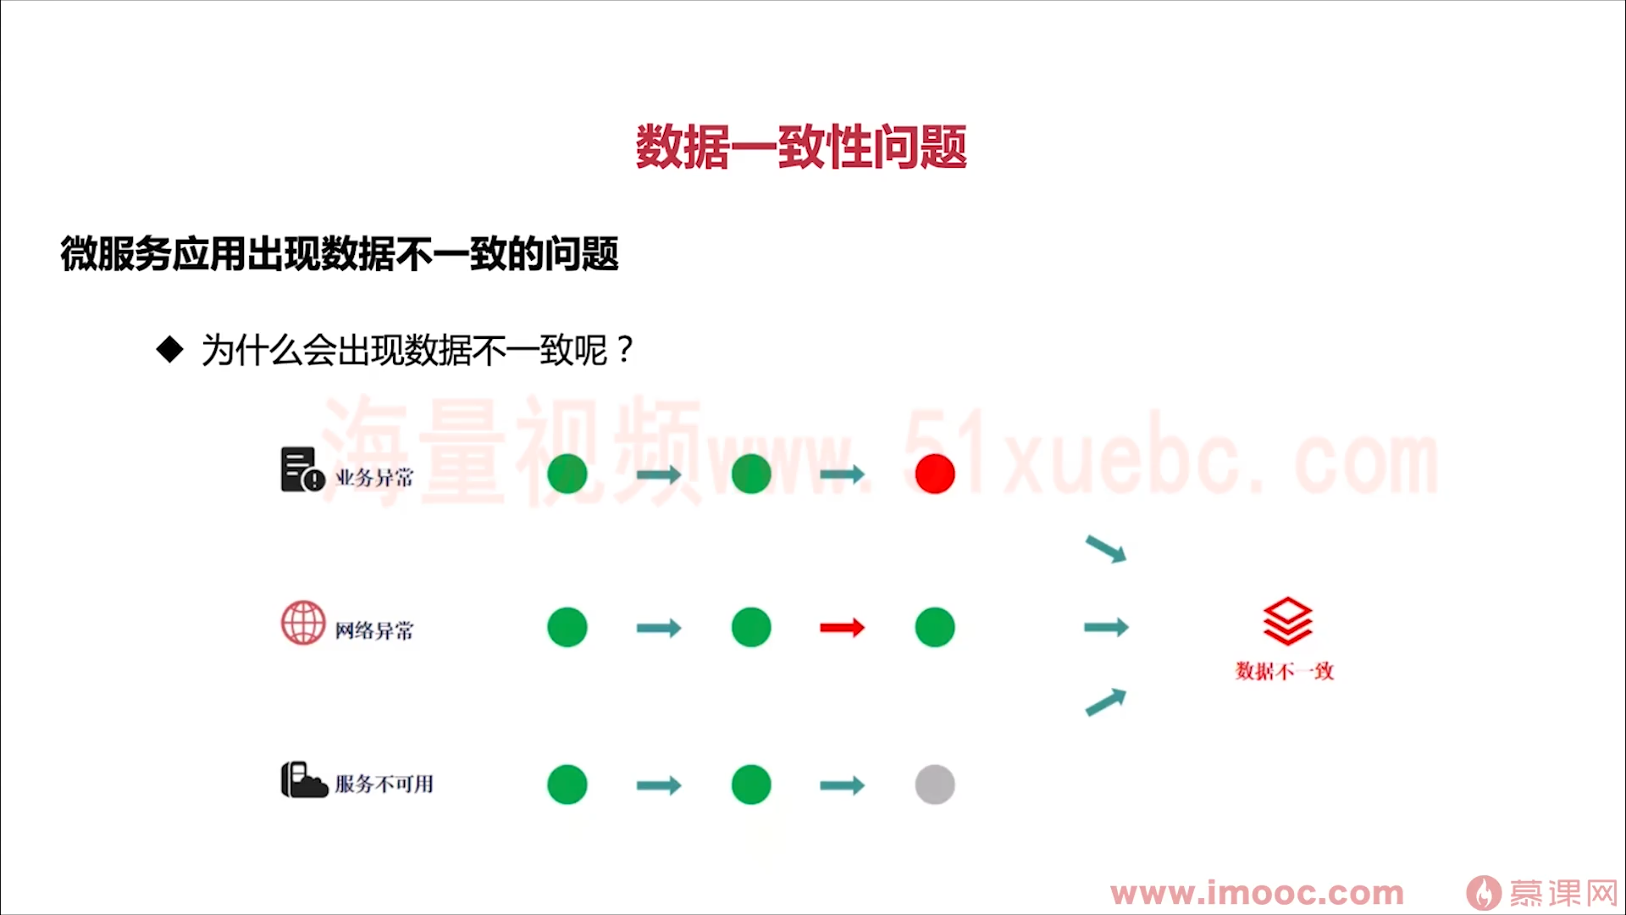 数据一致性问题
微服务应用出现数据不一致的问题
◆ 为什么会出现数据不一致呢？
海量视频www.51xuebc.com
业务异常
网络异常
数据不一致
服务不可用
www.imooc.com 慕课网